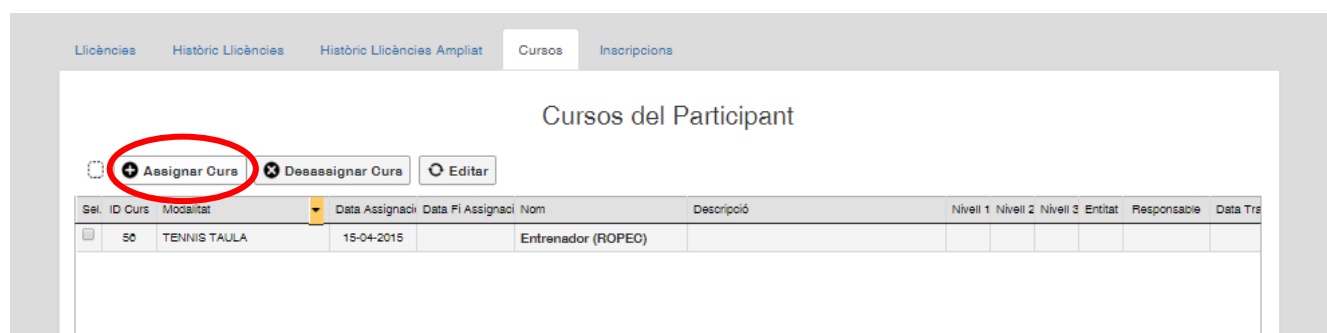 Llicències Històric Llicències Històric Llicències Ampliat Cursos Inscripcions
Cursos del Participant
Assignar Curs Desassignar Curs Editar
Sel. ID Curs Modalitat Data Assignaci Data Fi Assignaci Nom Descripció Nivell 1 Nivell 2 Nivell 3 Entitat Responsable Data Tra
56 TENNIS TAULA 15-04-2015 Entrenador (ROPEC)